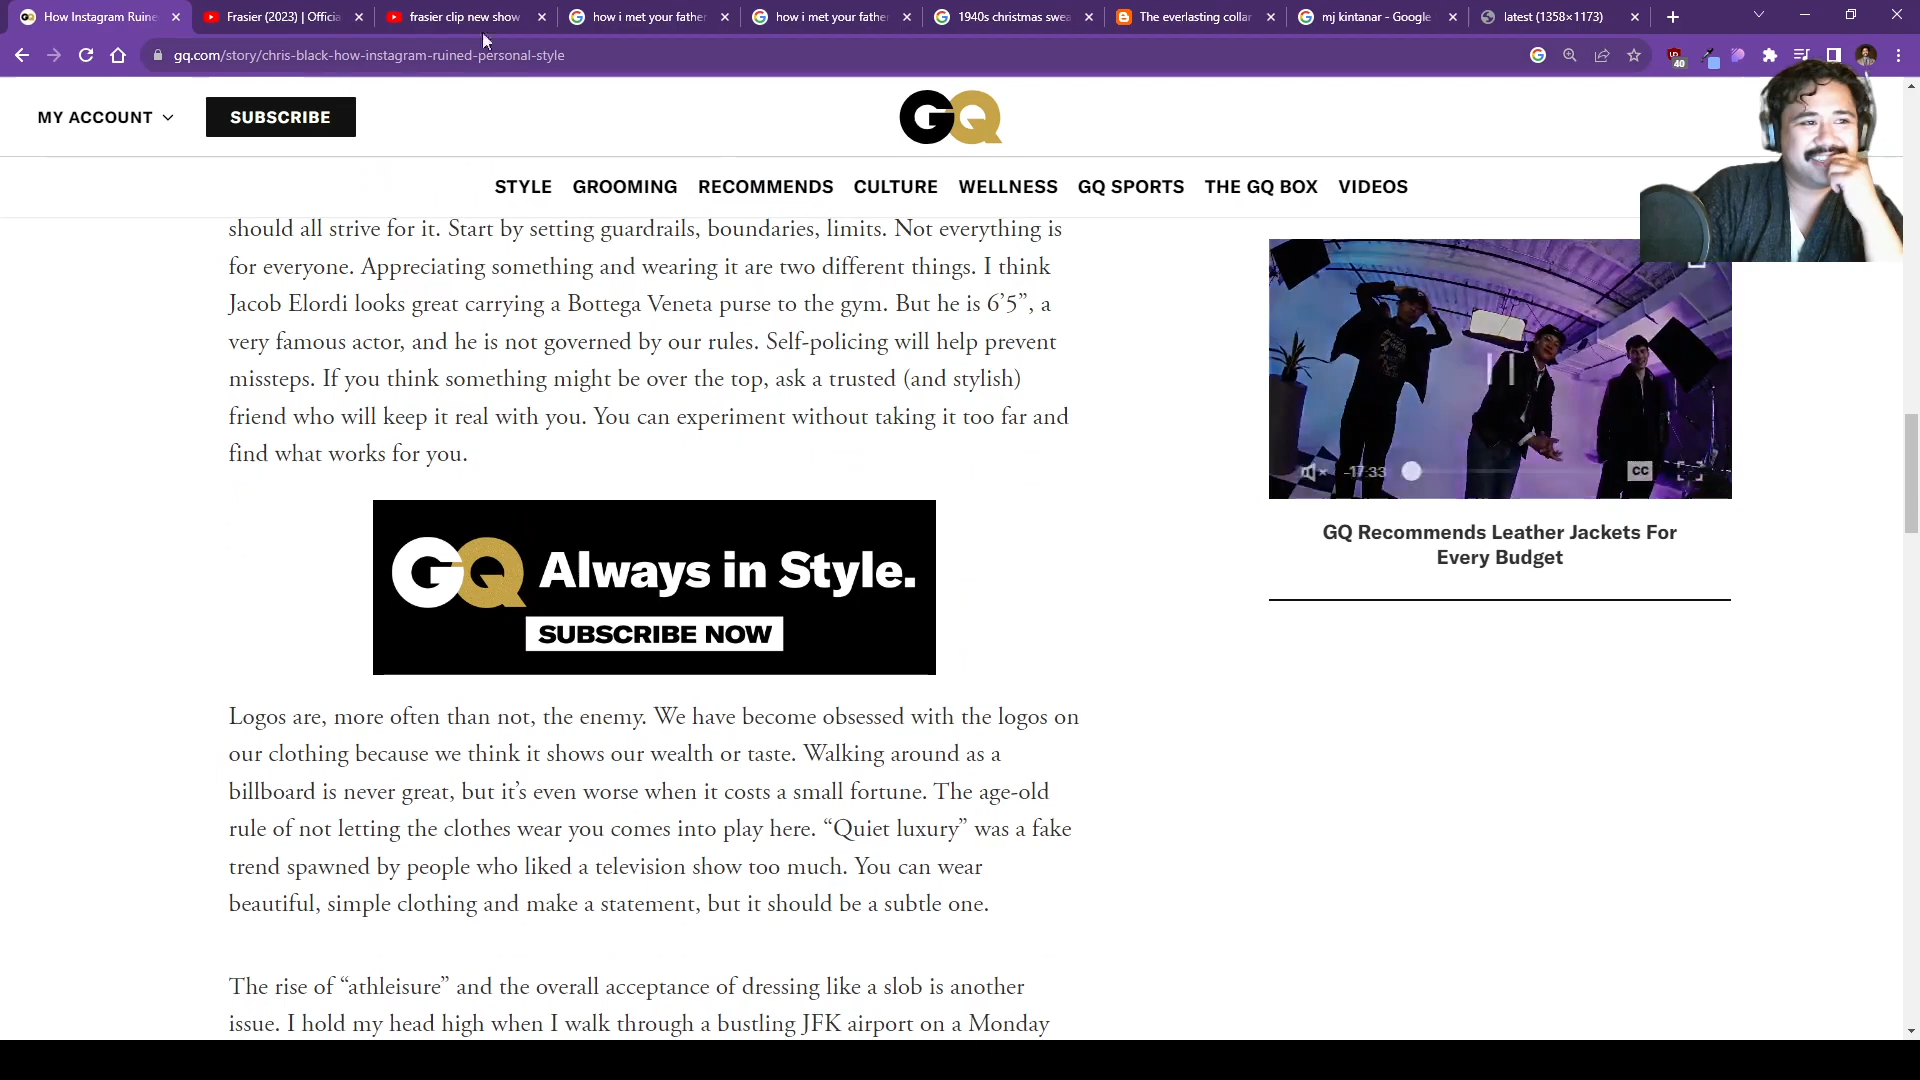 How Instagram Ruine
Frasier (2023) | Officia
frasier clip new show
how i met your father
how i met your father
1940s christmas swea
The everlasting collar
mj kintanar - Google
latest (1358×1173)
gq.com/story/chris-black-how-instagram-ruined-personal-style
40
MY ACCOUNT
SUBSCRIBE
GQ
STYLE GROOMING RECOMMENDS CULTURE WELLNESS GQ SPORTS THE GQ BOX VIDEOS
should all strive for it. Start by setting guardrails, boundaries, limits. Not everything is
for everyone. Appreciating something and wearing it are two different things. I think
Jacob Elordi looks great carrying a Bottega Veneta purse to the gym. But he is 6’5”, a
very famous actor, and he is not governed by our rules. Self-policing will help prevent
missteps. If you think something might be over the top, ask a trusted (and stylish)
friend who will keep it real with you. You can experiment without taking it too far and
find what works for you.
-17:33
CC
GQ Recommends Leather Jackets For
Every Budget
GQ Always in Style.
SUBSCRIBE NOW
Logos are, more often than not, the enemy. We have become obsessed with the logos on
our clothing because we think it shows our wealth or taste. Walking around as a
billboard is never great, but it’s even worse when it costs a small fortune. The age-old
rule of not letting the clothes wear you comes into play here. “Quiet luxury” was a fake
trend spawned by people who liked a television show too much. You can wear
beautiful, simple clothing and make a statement, but it should be a subtle one.
The rise of “athleisure” and the overall acceptance of dressing like a slob is another
issue. I hold my head high when I walk through a bustling JFK airport on a Monday